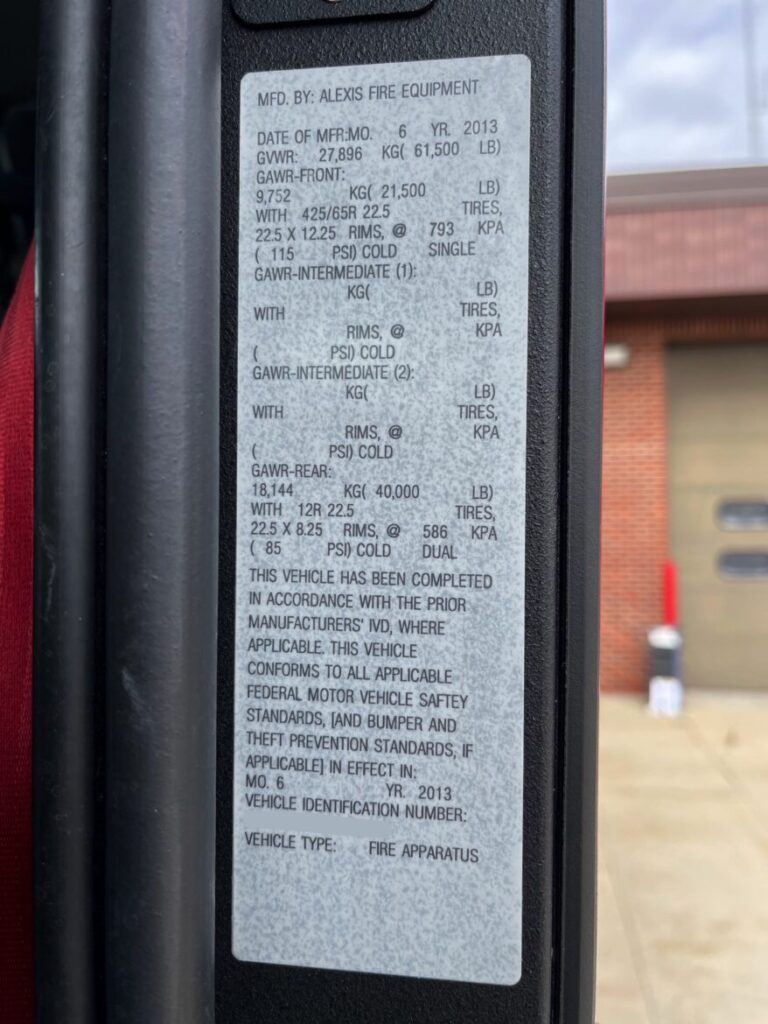 MFD. BY: ALEXIS FIRE EQUIPMENT
DATE OF MFR:MO. 6 YR. 2013
GVWR: 27,896 KG( 61,500 LB)
GAWR-FRONT:
9,752 KG( 21,500 LB)
WITH 425/65R 22.5 TIRES,
22.5 X 12.25 RIMS, @ 793 KPA
( 115 PSI) COLD SINGLE
GAWR-INTERMEDIATE (1):
KG( LB)
WITH TIRES,
RIMS, @ KPA
( PSI) COLD
GAWR-INTERMEDIATE (2):
KG( LB)
WITH TIRES,
RIMS, @ KPA
( PSI) COLD
GAWR-REAR:
18,144 KG( 40,000 LB)
WITH 12R 22.5 TIRES,
22.5 X 8.25 RIMS, @ 586 KPA
( 85 PSI) COLD DUAL
THIS VEHICLE HAS BEEN COMPLETED
IN ACCORDANCE WITH THE PRIOR
MANUFACTURERS' IVD, WHERE
APPLICABLE. THIS VEHICLE
CONFORMS TO ALL APPLICABLE
FEDERAL MOTOR VEHICLE SAFTEY
STANDARDS, [AND BUMPER AND
THEFT PREVENTION STANDARDS, IF
APPLICABLE] IN EFFECT IN:
MO. 6 YR. 2013
VEHICLE IDENTIFICATION NUMBER:
VEHICLE TYPE: FIRE APPARATUS